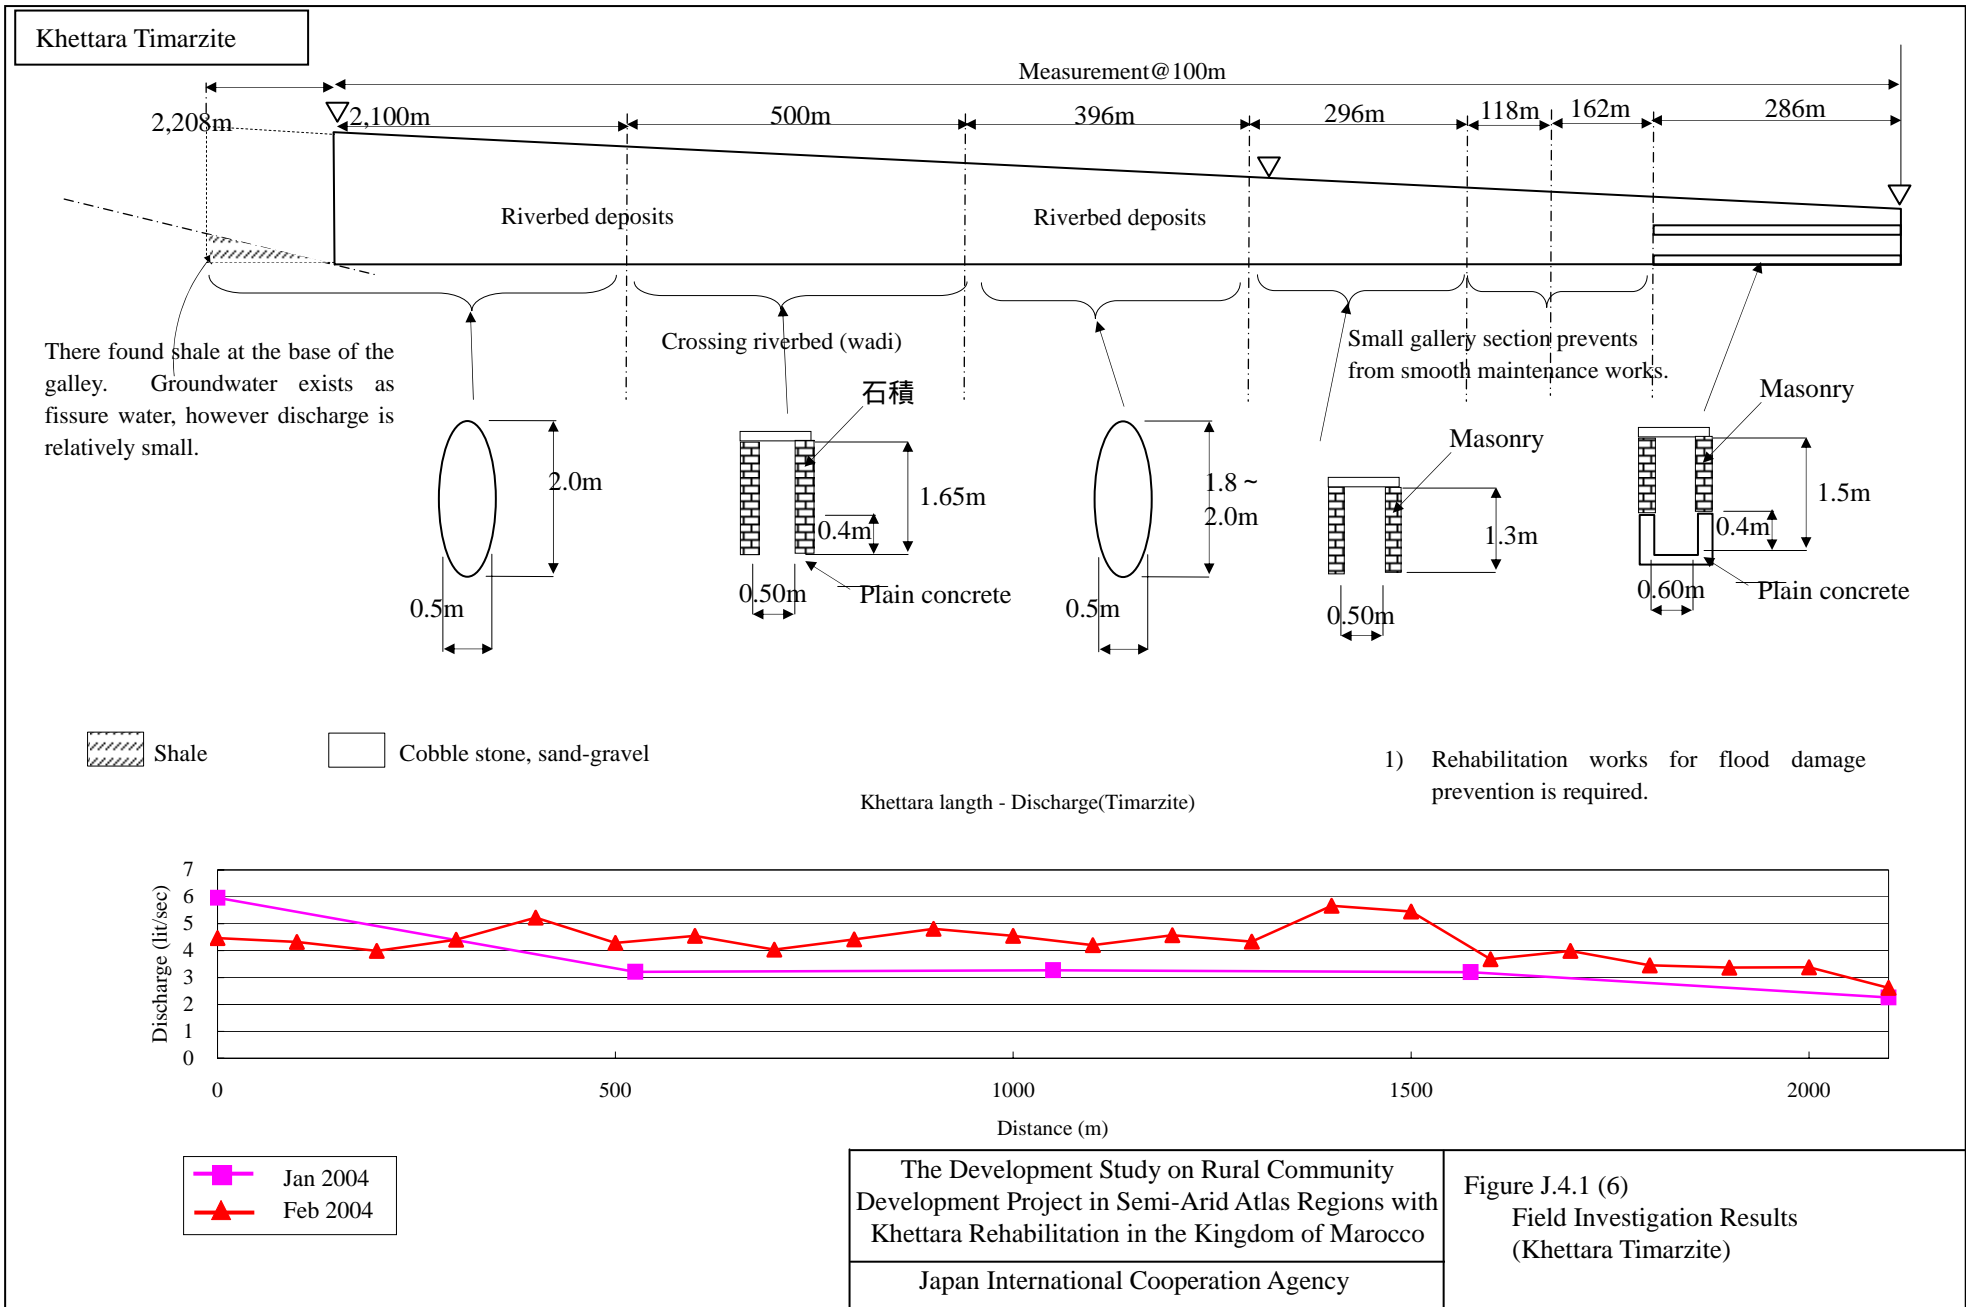 Khettara Timarzite
Measurement@100m
2,208m
2,100m
500m
396m
296m
118m
162m
286m
Riverbed deposits
Riverbed deposits
There found shale at the base of the
galley. Groundwater exists as
fissure water, however discharge is
relatively small.
Crossing riverbed (wadi)
Small gallery section prevents
from smooth maintenance works.
2.0m
0.5m
石積
1.65m
0.4m
0.50m
Plain concrete
1.8 ~
2.0m
0.5m
Masonry
1.3m
0.50m
Masonry
1.5m
0.4m
0.60m
Plain concrete
Shale
Cobble stone, sand-gravel
1) Rehabilitation works for flood damage
prevention is required.
Khettara langth - Discharge(Timarzite)
Discharge (lit/sec)
7
6
5
4
3
2
1
0
0
500
1000
1500
2000
Distance (m)
Jan 2004
Feb 2004
The Development Study on Rural Community
Development Project in Semi-Arid Atlas Regions with
Khettara Rehabilitation in the Kingdom of Marocco
Japan International Cooperation Agency
Figure J.4.1 (6)
Field Investigation Results
(Khettara Timarzite)